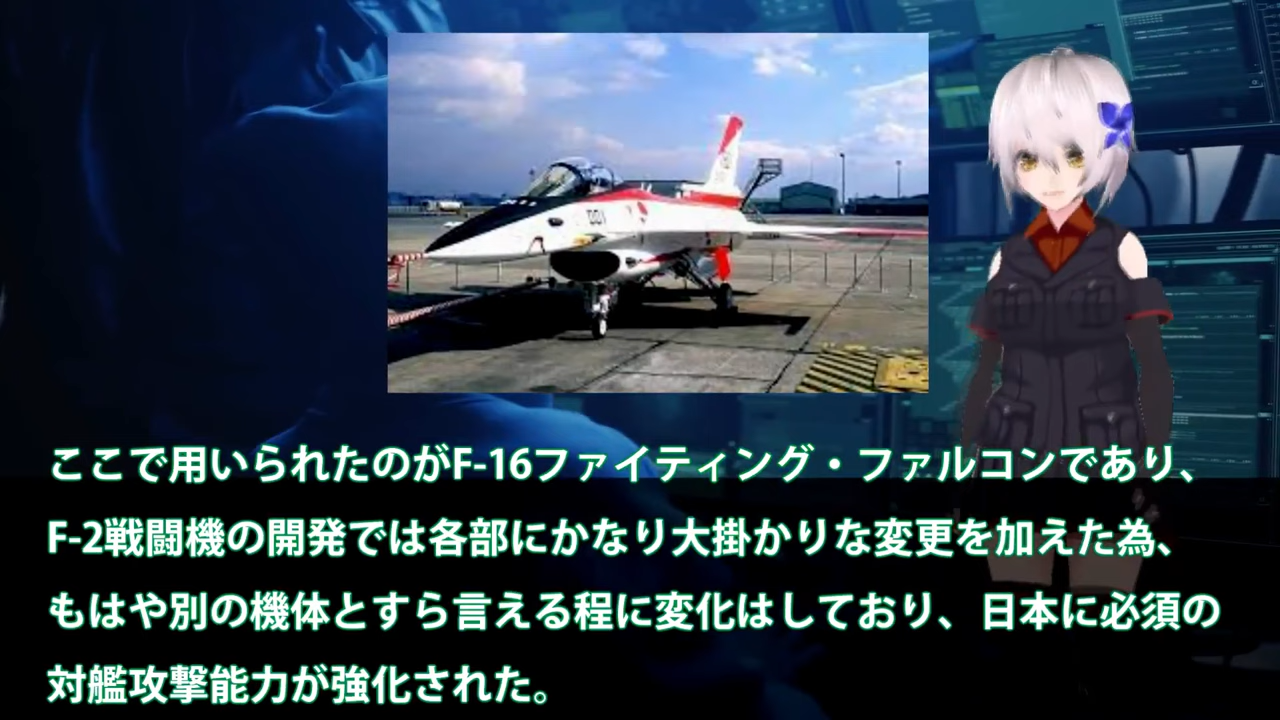 001
ここで用いられたのがF-16ファイティング・ファルコンであり、
F-2戦闘機の開発では各部にかなり大掛かりな変更を加えた為、
もはや別の機体とすら言える程に変化はしており、日本に必須の
対艦攻撃能力が強化された。